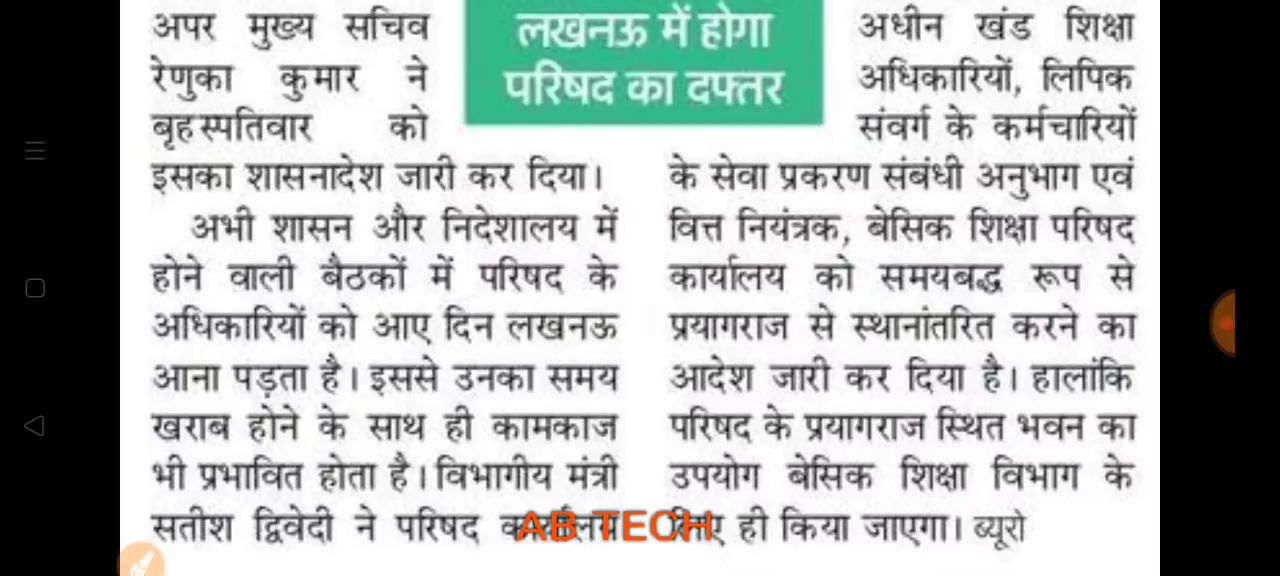 अपर मुख्य सचिव
रेणुका कुमार ने
बृहस्पतिवार को
इसका शासनादेश जारी कर दिया।
अभी शासन और निदेशालय में
होने वाली बैठकों में परिषद के
अधिकारियों को आए दिन लखनऊ
आना पड़ता है। इससे उनका समय
खराब होने के साथ ही कामकाज
भी प्रभावित होता है। विभागीय मंत्री
सतीश द्विवेदी ने परिषद कार्यालय
लखनऊ में होगा
परिषद का दफ्तर
अधीन खंड शिक्षा
अधिकारियों, लिपिक
संवर्ग के कर्मचारियों
के सेवा प्रकरण संबंधी अनुभाग एवं
वित्त नियंत्रक, बेसिक शिक्षा परिषद
कार्यालय को समयबद्ध रूप से
प्रयागराज से स्थानांतरित करने का
आदेश जारी कर दिया है। हालांकि
परिषद के प्रयागराज स्थित भवन का
उपयोग बेसिक शिक्षा विभाग के
लिए ही किया जाएगा। ब्यूरो
AB TECH